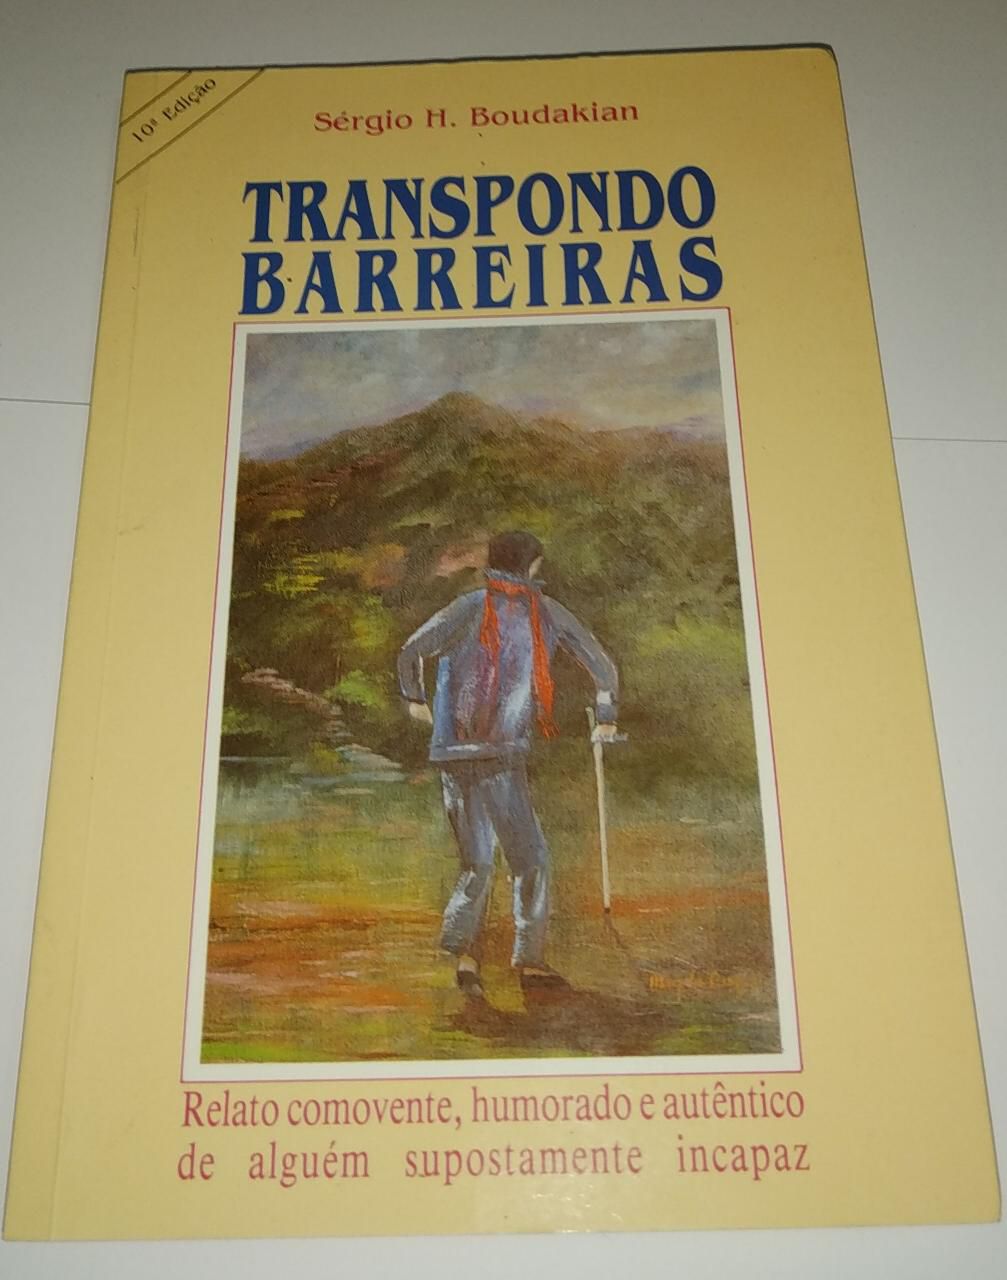 10ª Edição
Sérgio H. Boudakian
TRANSPONDO
BARREIRAS
Relato comovente, humorado e autêntico
de alguém supostamente incapaz